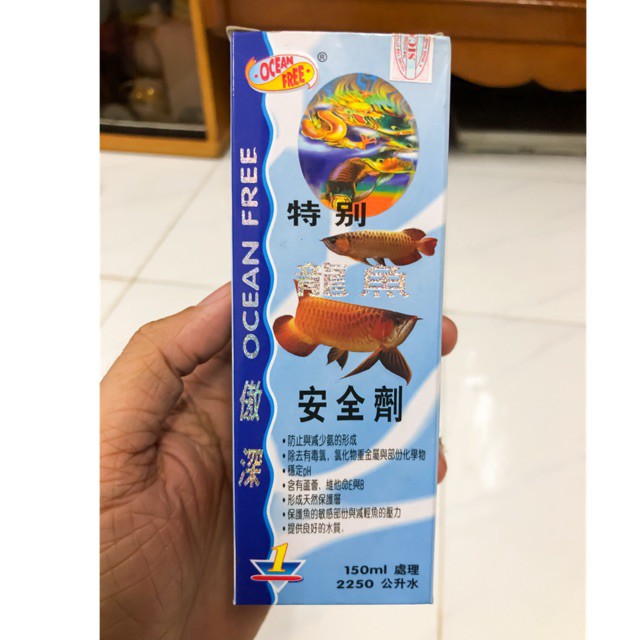 OCEAN
FREE
®
特别
龍魚
安全劑
•防止與減少氨的形成
•除去有毒氯，氯化物重金屬與部份化學物
•穩定pH
•含有蘆薈、維他命E與B
•形成天然保護層
•保護魚的敏感部份與減輕魚的壓力
•提供良好的水質。
1
150ml 處理
2250 公升水
深傲 OCEAN FREE